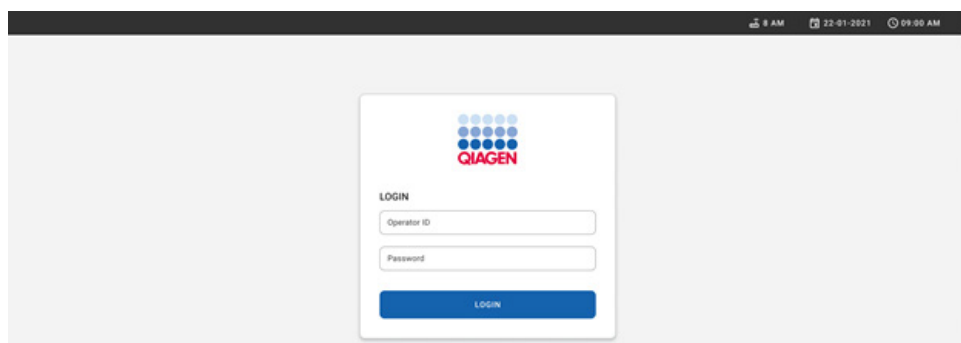 8 AM 22-01-2021 09:00 AM
QIAGEN
LOGIN
Operator ID
Password
LOGIN